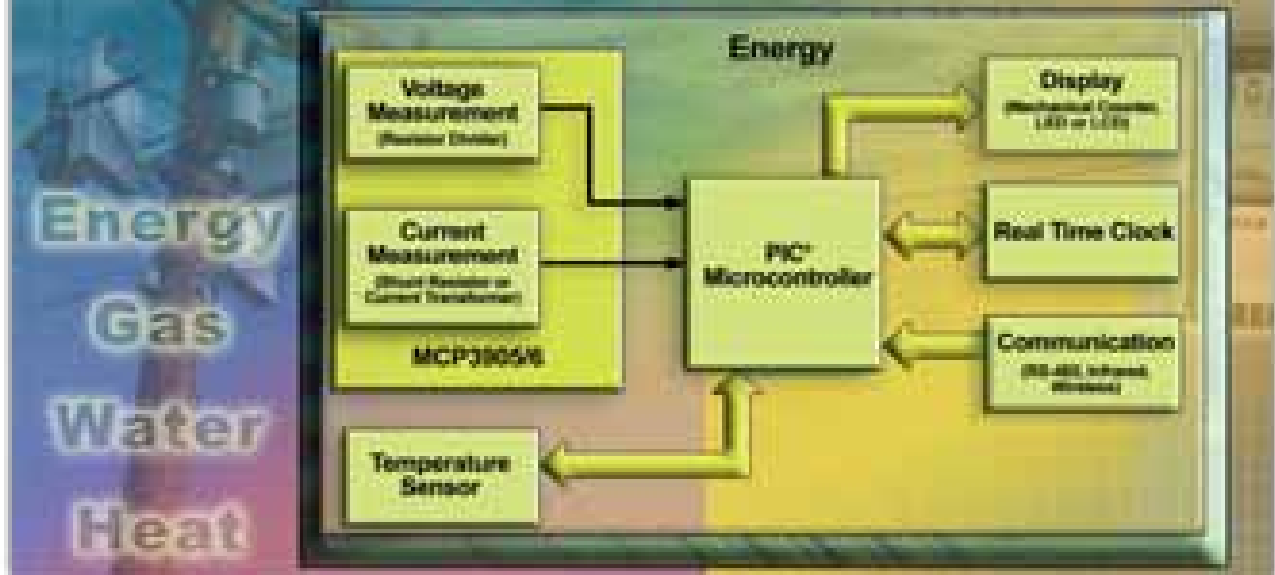 Energy
Gas
Water
Heat
Energy
Voltage
Measurement
(Resistor Divider)
Current
Measurement
(Shunt Resistor or
Current Transformer)
MCP3905/6
Temperature
Sensor
PIC®
Microcontroller
Display
(Mechanical Counter,
LED or LCD)
Real Time Clock
Communication
(RS-485, Infrared,
Wireless)